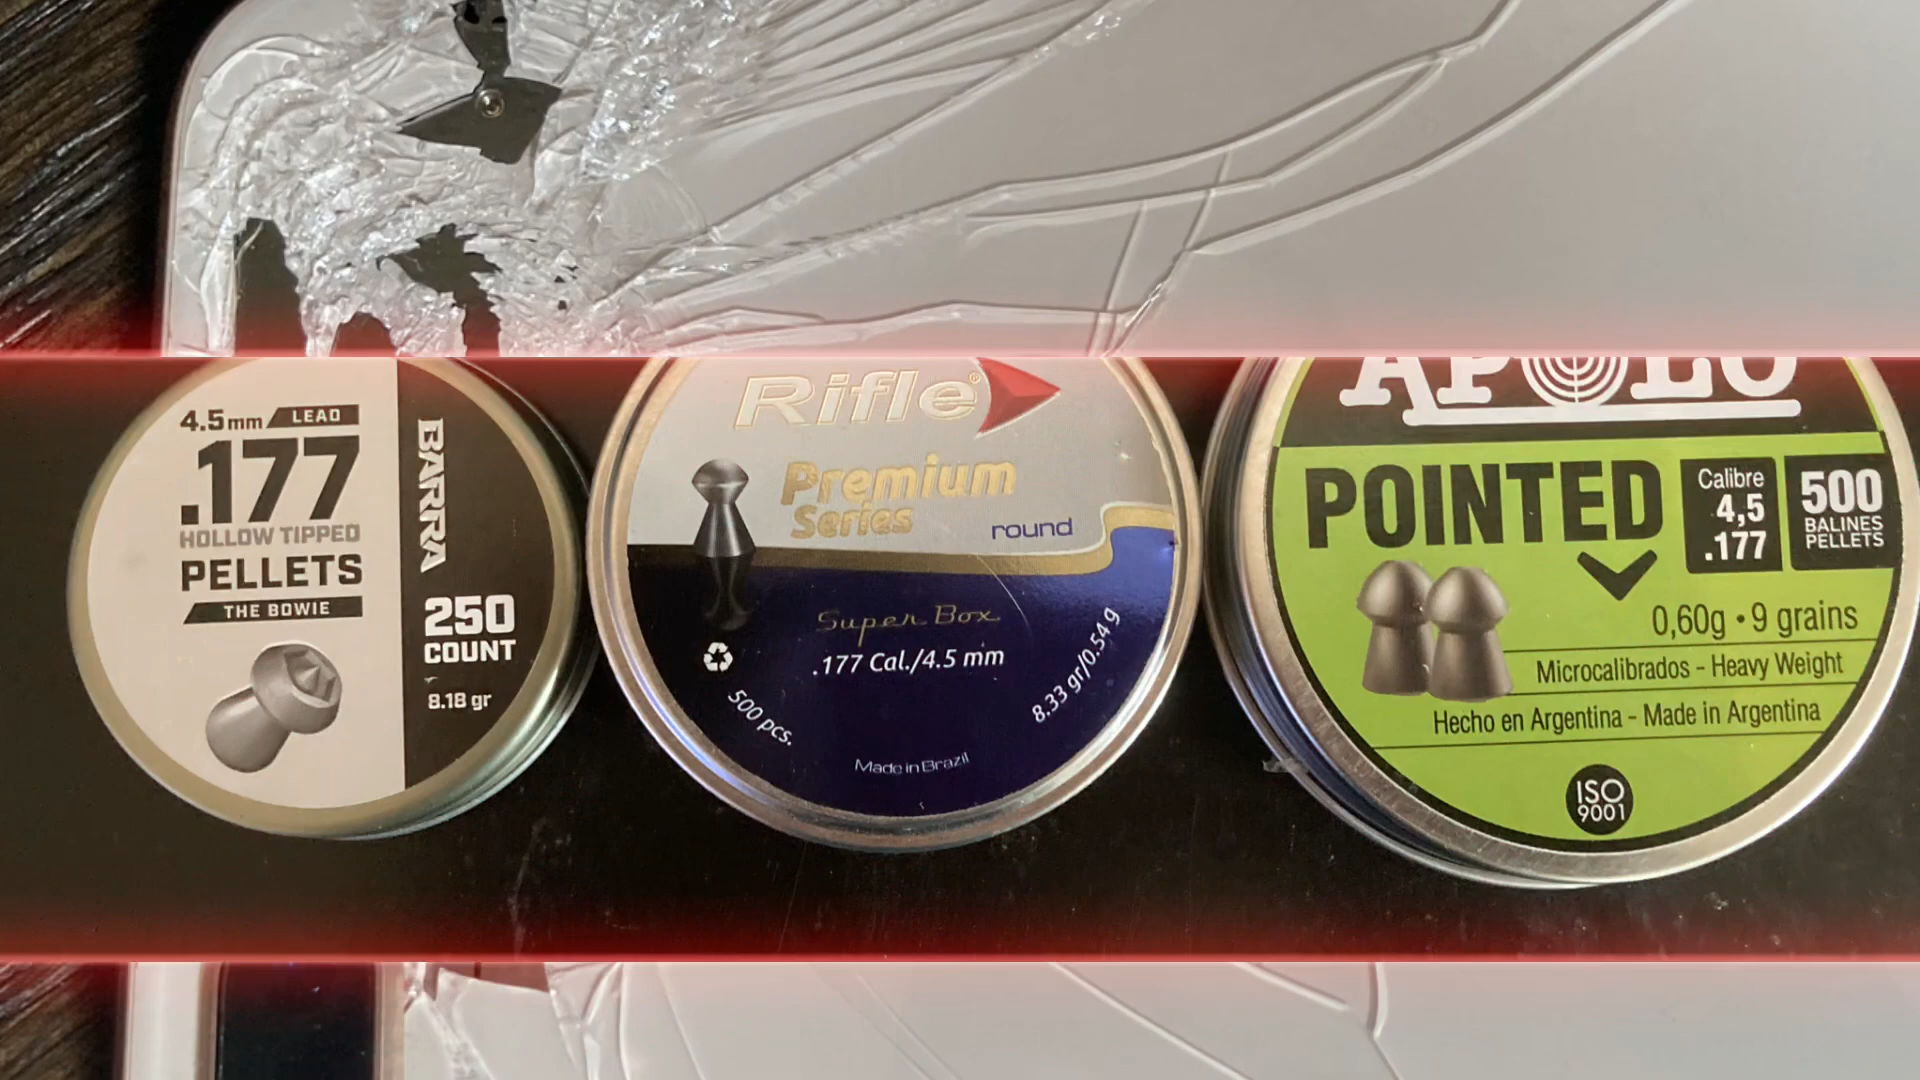 4.5mm LEAD
.177
HOLLOW TIPPED
PELLETS
THE BOWIE
BARRA
250
COUNT
8.18 gr
Rifle®
Premium
Series
round
Super Box
.177 Cal./4.5 mm
500 pcs.
8.33 gr/0.54 g
Made in Brazil
APOLO
POINTED
Calibre
4,5
.177
500
BALINES
PELLETS
0,60g • 9 grains
Microcalibrados - Heavy Weight
Hecho en Argentina - Made in Argentina
ISO
9001